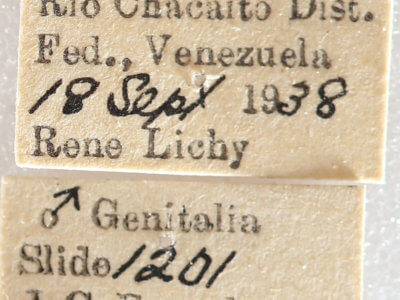 Rio Chacaito Dist.
Fed., Venezuela
18 Sept 1938
Rene Lichy
♂ Genitalia
Slide 1201